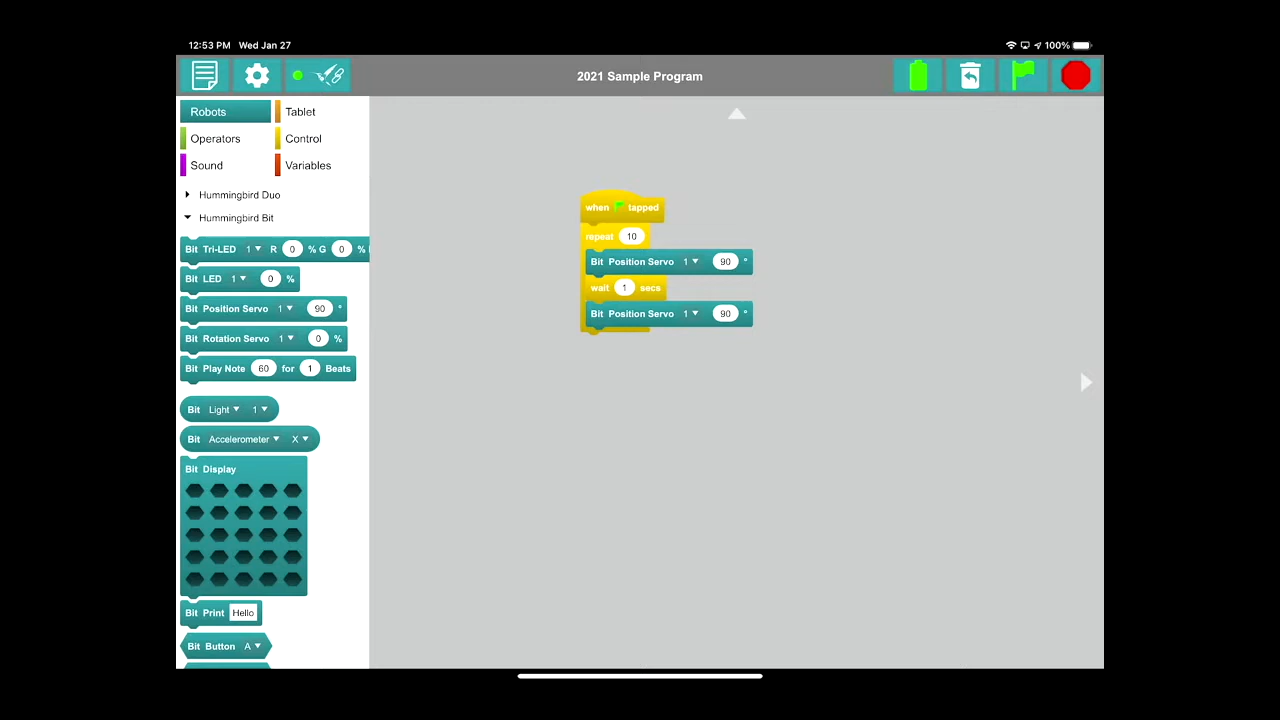 12:53 PM Wed Jan 27
100%
2021 Sample Program
Robots
Tablet
Operators
Control
Sound
Variables
Hummingbird Duo
Hummingbird Bit
Bit Tri-LED 1 R 0 % G 0 %
Bit LED 1 0 %
Bit Position Servo 1 90 °
Bit Rotation Servo 1 0 %
Bit Play Note 60 for 1 Beats
Bit Light 1
Bit Accelerometer X
Bit Display
Bit Print Hello
Bit Button A
when tapped
repeat 10
Bit Position Servo 1 90 °
wait 1 secs
Bit Position Servo 1 90 °